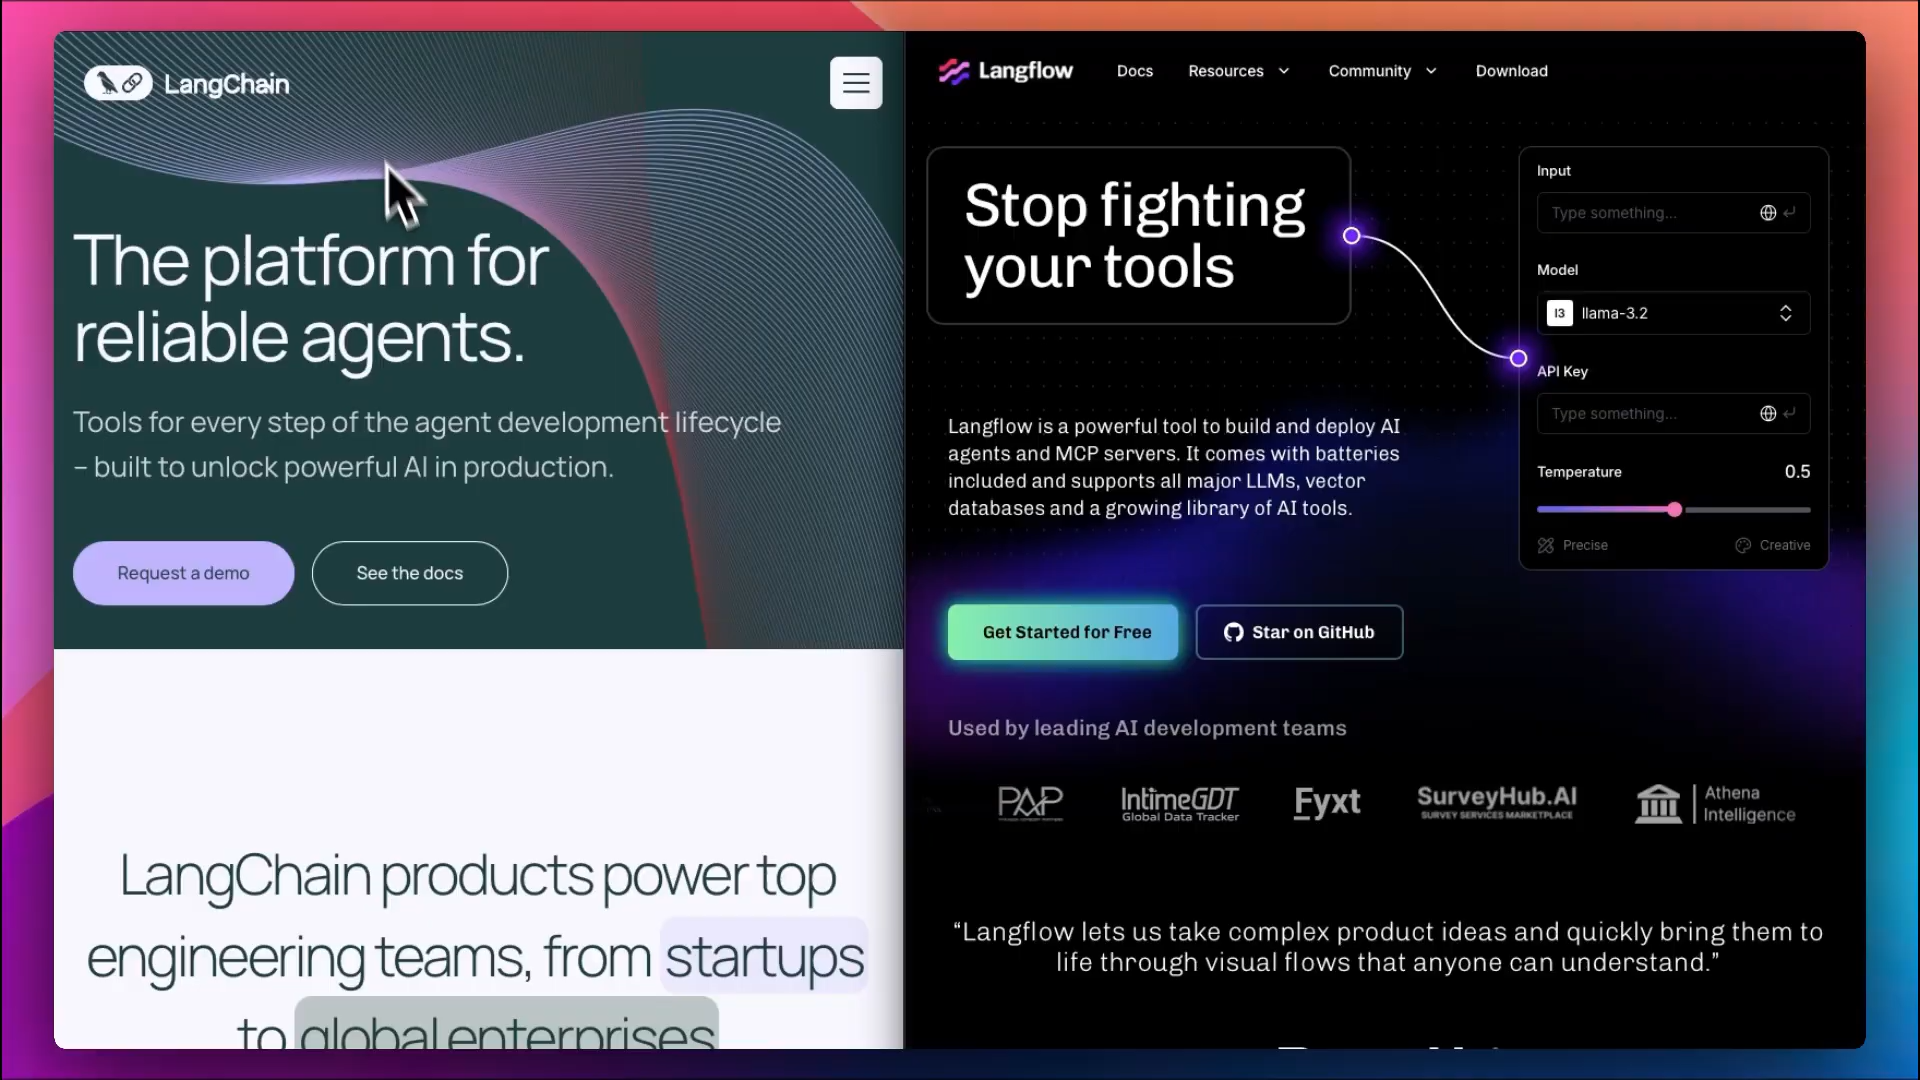 LangChain
The platform for
reliable agents.
Tools for every step of the agent development lifecycle
– built to unlock powerful AI in production.
Request a demo
See the docs
LangChain products power top
engineering teams, from startups
to global enterprises
Langflow
Docs
Resources
Community
Download
Stop fighting
your tools
Input
Type something...
Model
l3
llama-3.2
API Key
Type something...
Temperature
0.5
Precise
Creative
Langflow is a powerful tool to build and deploy AI
agents and MCP servers. It comes with batteries
included and supports all major LLMs, vector
databases and a growing library of AI tools.
Get Started for Free
Star on GitHub
Used by leading AI development teams
PAP
IntimeGDT
Global Data Tracker
Fyxt
SurveyHub.AI
SURVEY SERVICES MARKETPLACE
Athena
Intelligence
“Langflow lets us take complex product ideas and quickly bring them to
life through visual flows that anyone can understand.”